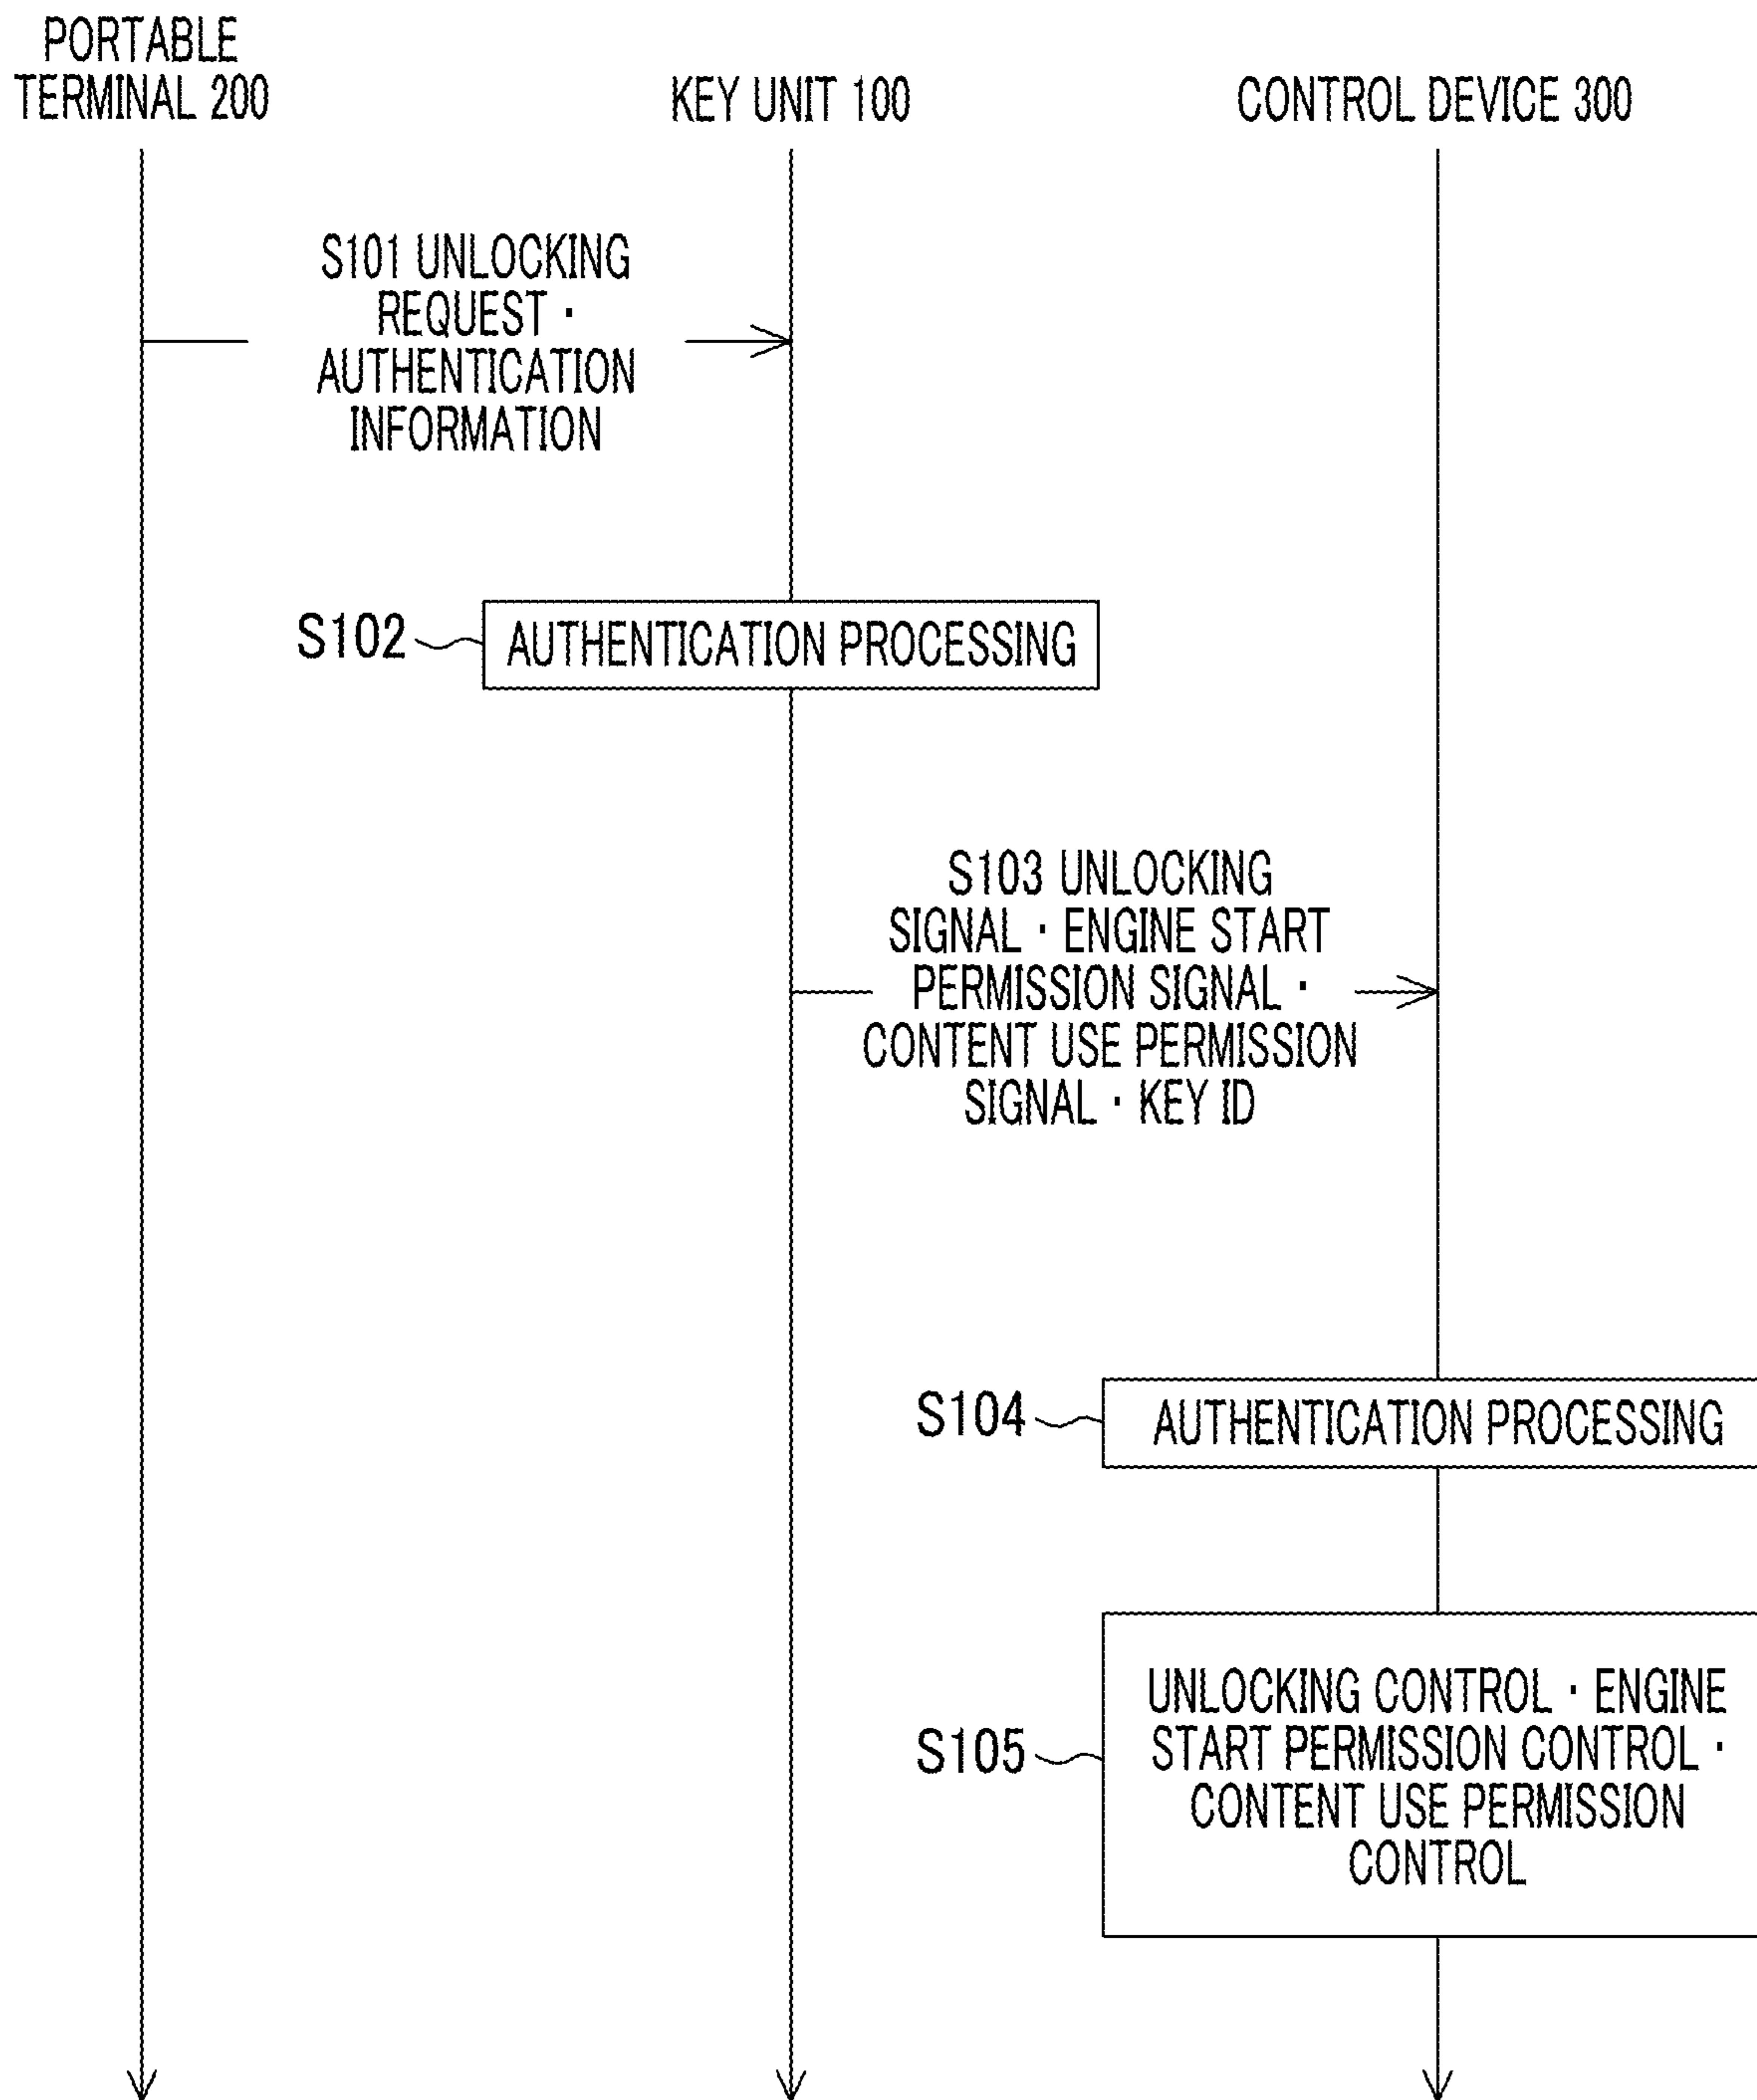 PORTABLE
TERMINAL 200
KEY UNIT 100
CONTROL DEVICE 300
S101 UNLOCKING
REQUEST・
AUTHENTICATION
INFORMATION
S102
AUTHENTICATION PROCESSING
S103 UNLOCKING
SIGNAL・ENGINE START
PERMISSION SIGNAL・
CONTENT USE PERMISSION
SIGNAL・KEY ID
S104
AUTHENTICATION PROCESSING
S105
UNLOCKING CONTROL・ENGINE
START PERMISSION CONTROL・
CONTENT USE PERMISSION
CONTROL